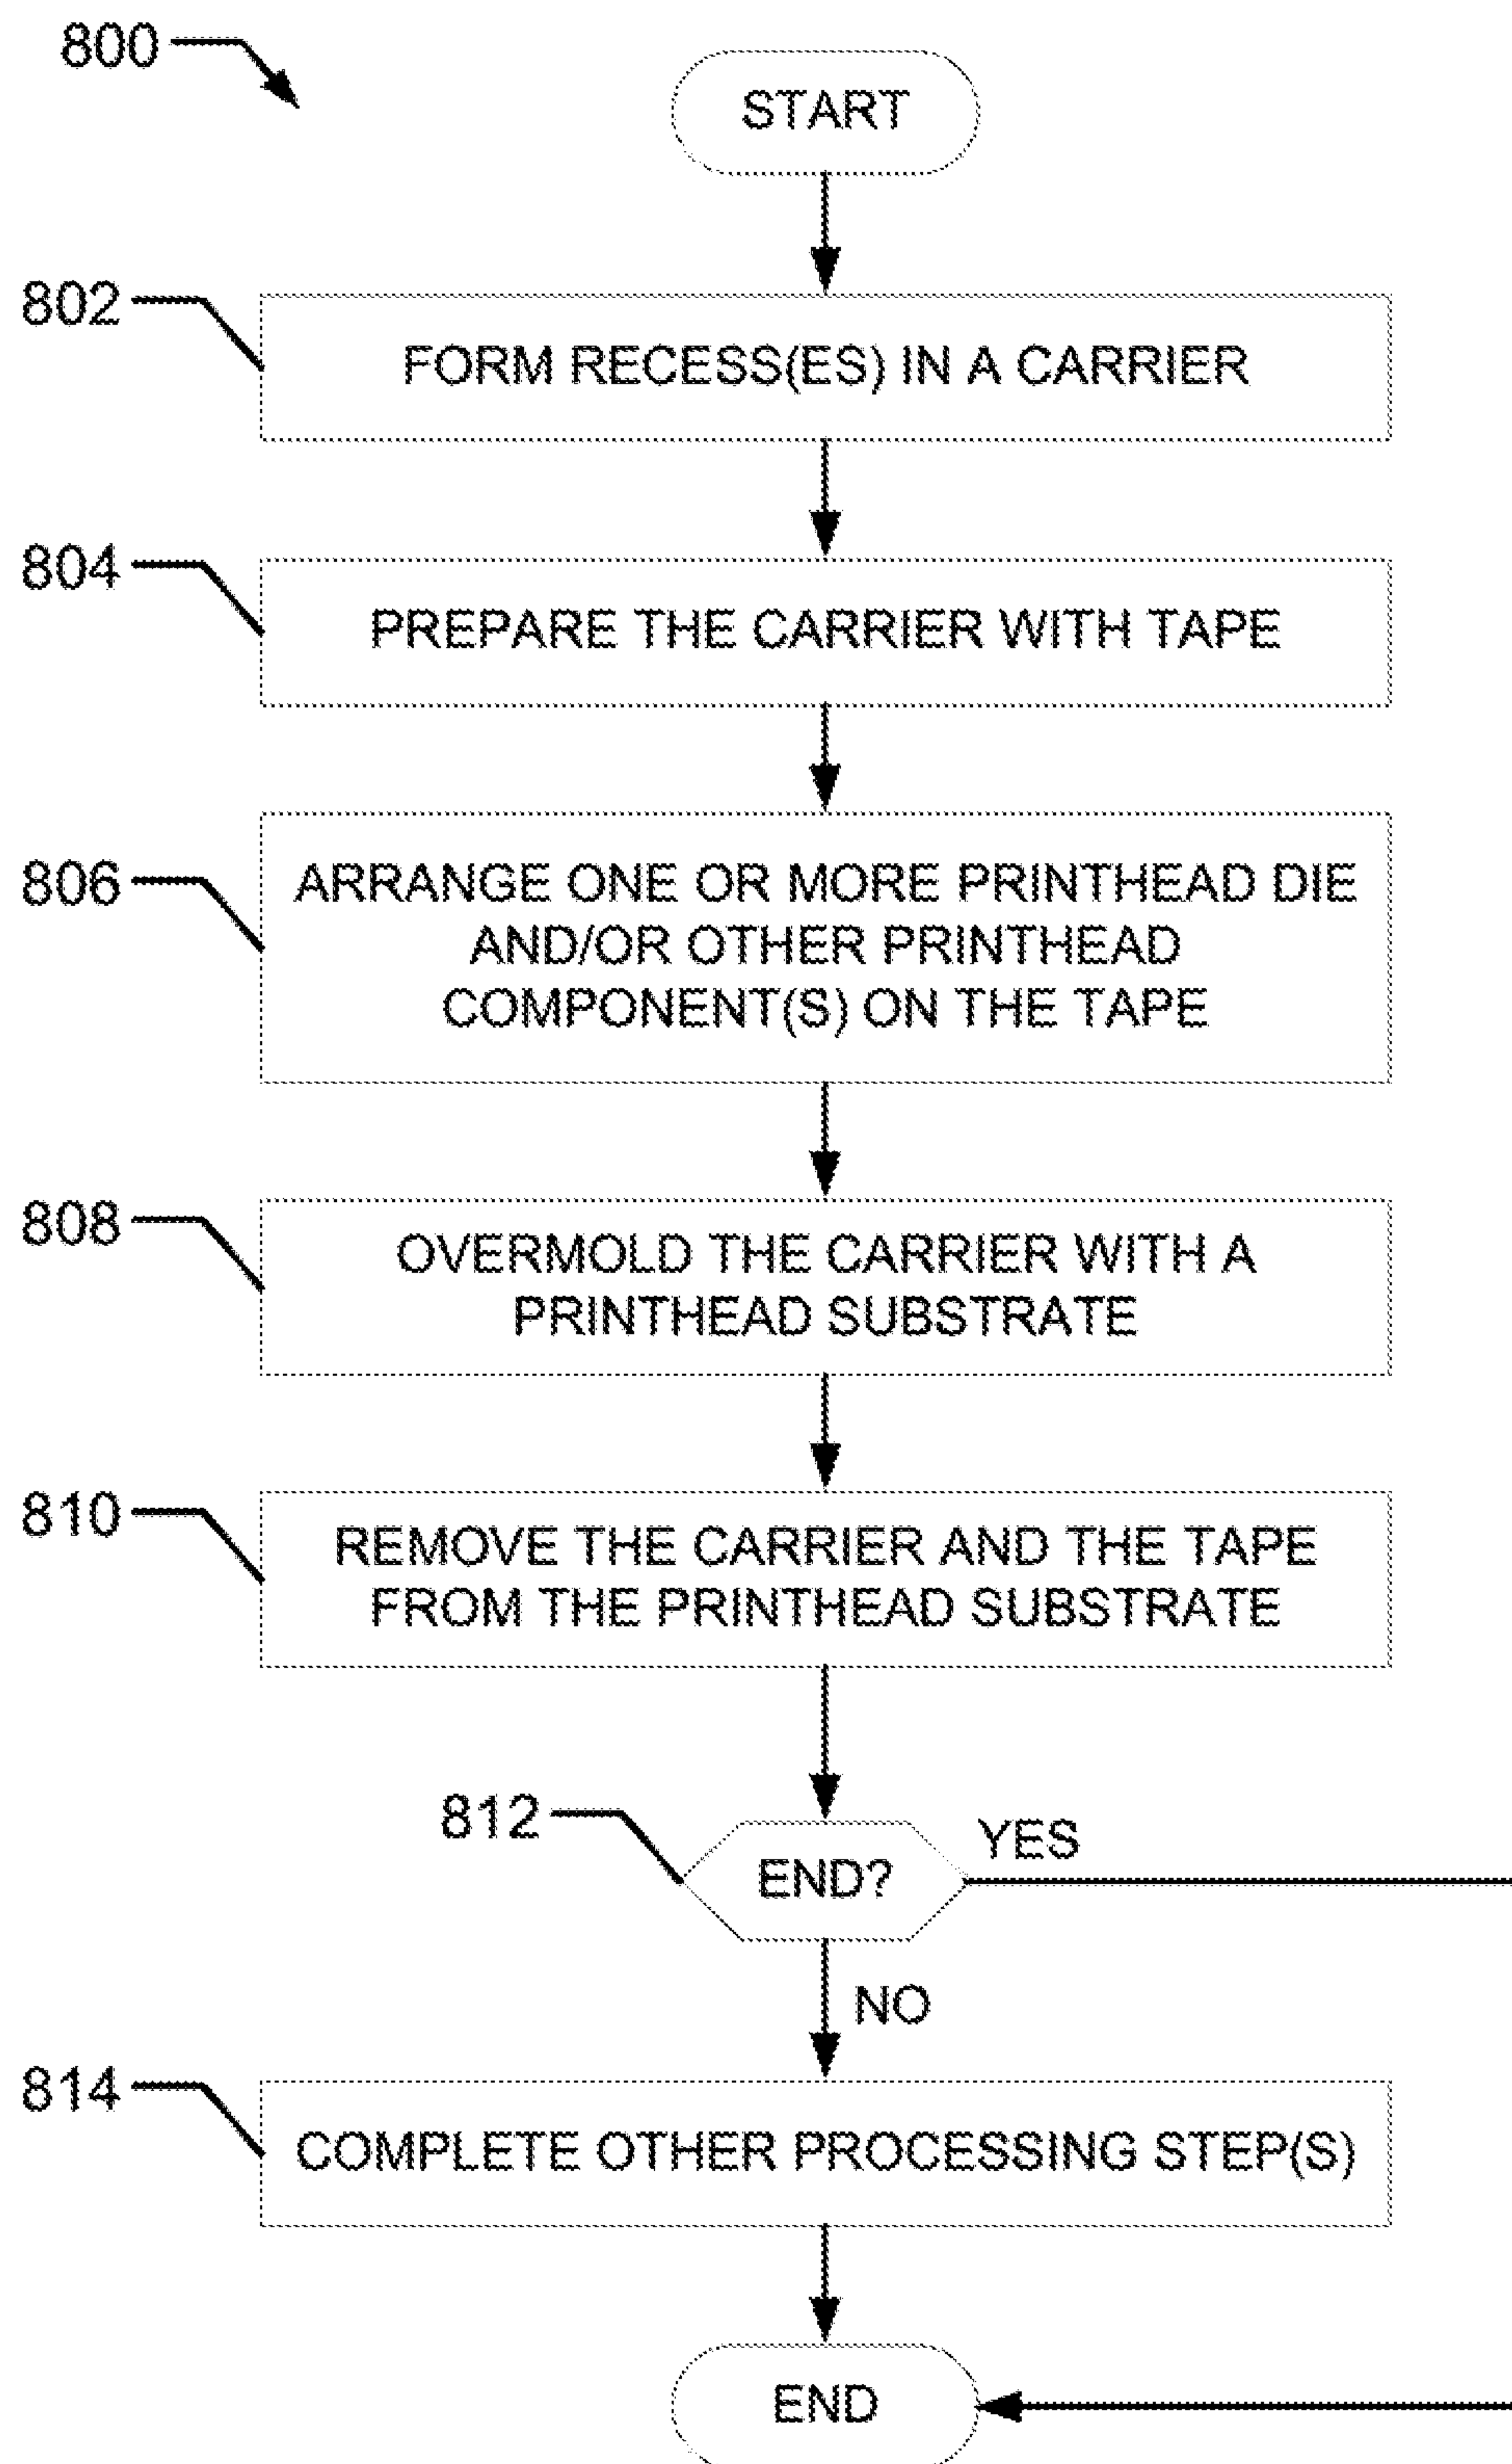 800
START
802
FORM RECESS(ES) IN A CARRIER
804
PREPARE THE CARRIER WITH TAPE
806
ARRANGE ONE OR MORE PRINTHEAD DIE
AND/OR OTHER PRINTHEAD
COMPONENT(S) ON THE TAPE
808
OVERMOLD THE CARRIER WITH A
PRINTHEAD SUBSTRATE
810
REMOVE THE CARRIER AND THE TAPE
FROM THE PRINTHEAD SUBSTRATE
812
END?
YES
NO
814
COMPLETE OTHER PROCESSING STEP(S)
END